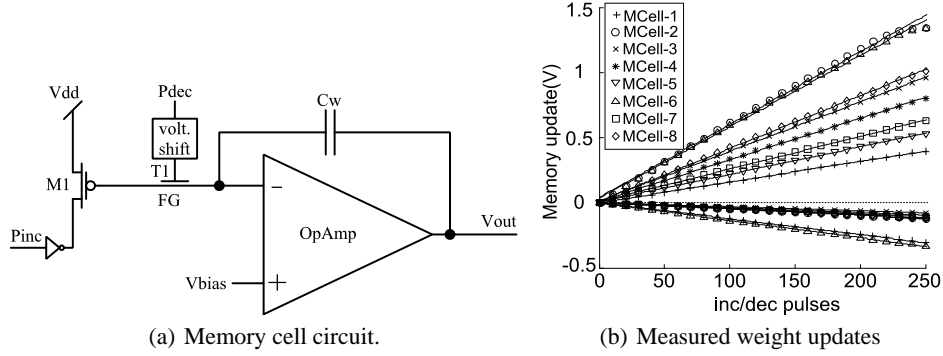 Vdd
Pdec
volt.
shift
Cw
M1
T1
FG
Pinc
OpAmp
−
+
Vbias
Vout
(a) Memory cell circuit.
1.5
1
0.5
0
-0.5
Memory update(V)
MCell-1
MCell-2
MCell-3
MCell-4
MCell-5
MCell-6
MCell-7
MCell-8
0 50 100 150 200 250
inc/dec pulses
(b) Measured weight updates